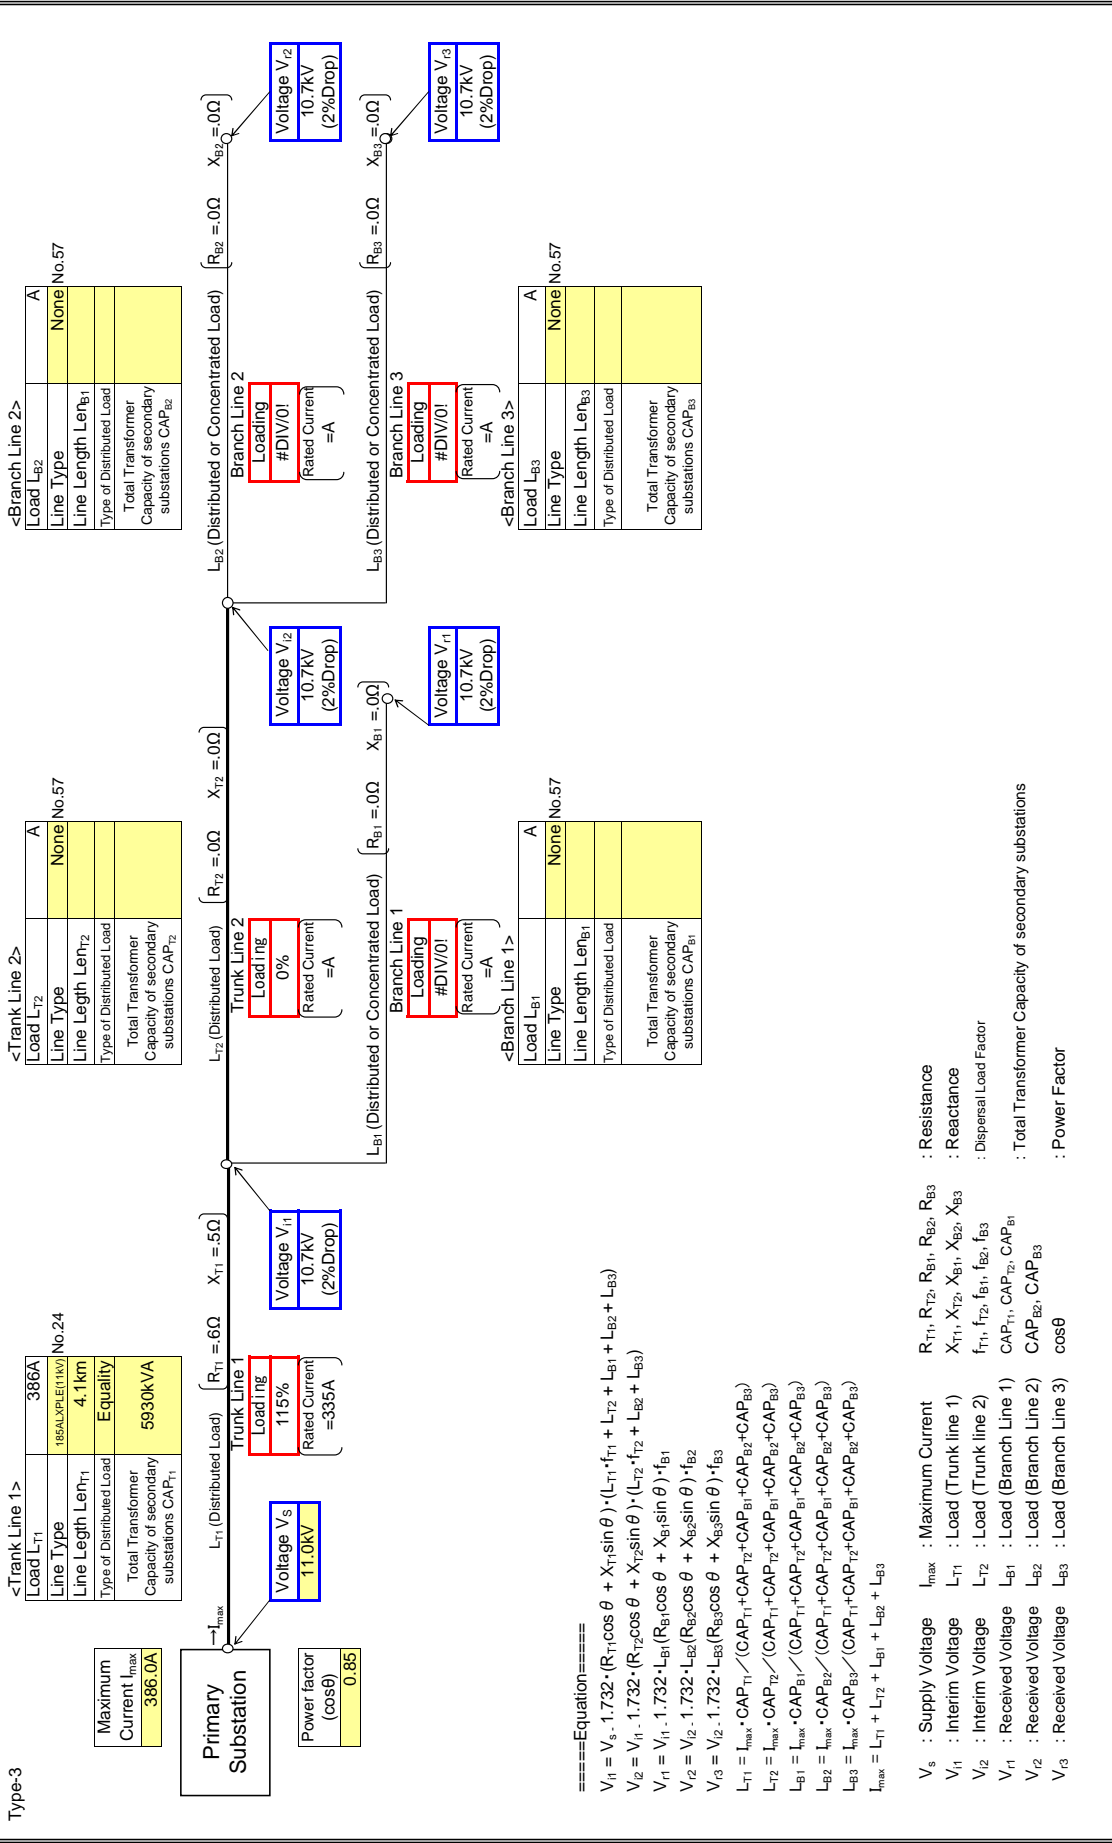 Type-3
Maximum
Current Imax
386.0A
Primary
Substation
Power factor
(cosθ)
0.85
→Imax
Voltage VS
11.0kV
<Trank Line 1>
Load LT1 386A
Line Type 185ALXPLE(11kV) No.24
Line Legth LenT1 4.1km
Type of Distributed Load Equality
Total Transformer
Capacity of secondary
substations CAPT1
5930kVA
LT1 (Distributed Load) RT1 =.6Ω XT1 =.5Ω
Trunk Line 1
Loading
115%
Rated Current
=335A
Voltage Vi1
10.7kV
(2%Drop)
<Trank Line 2>
Load LT2 A
Line Type None No.57
Line Length LenT2
Type of Distributed Load
Total Transformer
Capacity of secondary
substations CAPT2
LT2 (Distributed Load) RT2 =.0Ω XT2 =.0Ω
Trunk Line 2
Loading
0%
Rated Current
=A
Voltage Vi2
10.7kV
(2%Drop)
LB1 (Distributed or Concentrated Load) RB1 =.0Ω XB1 =.0Ω
Branch Line 1
Loading
#DIV/0!
Rated Current
=A
Voltage Vr1
10.7kV
(2%Drop)
<Branch Line 1>
Load LB1 A
Line Type None No.57
Line Length LenB1
Type of Distributed Load
Total Transformer
Capacity of secondary
substations CAPB1
<Branch Line 2>
Load LB2 A
Line Type None No.57
Line Length LenB1
Type of Distributed Load
Total Transformer
Capacity of secondary
substations CAPB2
LB2 (Distributed or Concentrated Load) RB2 =.0Ω XB2 =.0Ω
Branch Line 2
Loading
#DIV/0!
Rated Current
=A
Voltage Vr2
10.7kV
(2%Drop)
LB3 (Distributed or Concentrated Load) RB3 =.0Ω XB3 =.0Ω
Branch Line 3
Loading
#DIV/0!
Rated Current
=A
Voltage Vr3
10.7kV
(2%Drop)
<Branch Line 3>
Load LB3 A
Line Type None No.57
Line Length LenB3
Type of Distributed Load
Total Transformer
Capacity of secondary
substations CAPB3
=====Equation=====
Vi1 = Vs - 1.732・(RT1cos θ + XT1sin θ)・(LT1・fT1 + LT2 + LB1 + LB2 + LB3)
Vi2 = Vi1 - 1.732・(RT2cos θ + XT2sin θ)・(LT2・fT2 + LB2 + LB3)
Vr1 = Vi1 - 1.732・LB1(RB1cos θ + XB1sin θ)・fB1
Vr2 = Vi2 - 1.732・LB2(RB2cos θ + XB2sin θ)・fB2
Vr3 = Vi2 - 1.732・LB3(RB3cos θ + XB3sin θ)・fB3
LT1 = Imax・CAPT1／(CAPT1+CAPT2+CAPB1+CAPB2+CAPB3)
LT2 = Imax・CAPT2／(CAPT1+CAPT2+CAPB1+CAPB2+CAPB3)
LB1 = Imax・CAPB1／(CAPT1+CAPT2+CAPB1+CAPB2+CAPB3)
LB2 = Imax・CAPB2／(CAPT1+CAPT2+CAPB1+CAPB2+CAPB3)
LB3 = Imax・CAPB3／(CAPT1+CAPT2+CAPB1+CAPB2+CAPB3)
Imax = LT1 + LT2 + LB1 + LB2 + LB3
Vs : Supply Voltage Imax : Maximum Current RT1, RT2, RB1, RB2, RB3 : Resistance
Vi1 : Interim Voltage LT1 : Load (Trunk line 1) XT1, XT2, XB1, XB2, XB3 : Reactance
Vi2 : Interim Voltage LT2 : Load (Trunk line 2) fT1, fT2, fB1, fB2, fB3 : Dispersal Load Factor
Vr1 : Received Voltage LB1 : Load (Branch Line 1) CAPT1, CAPT2, CAPB1
Vr2 : Received Voltage LB2 : Load (Branch Line 2) CAPB2, CAPB3 : Total Transformer Capacity of secondary substations
Vr3 : Received Voltage LB3 : Load (Branch Line 3) cosθ : Power Factor